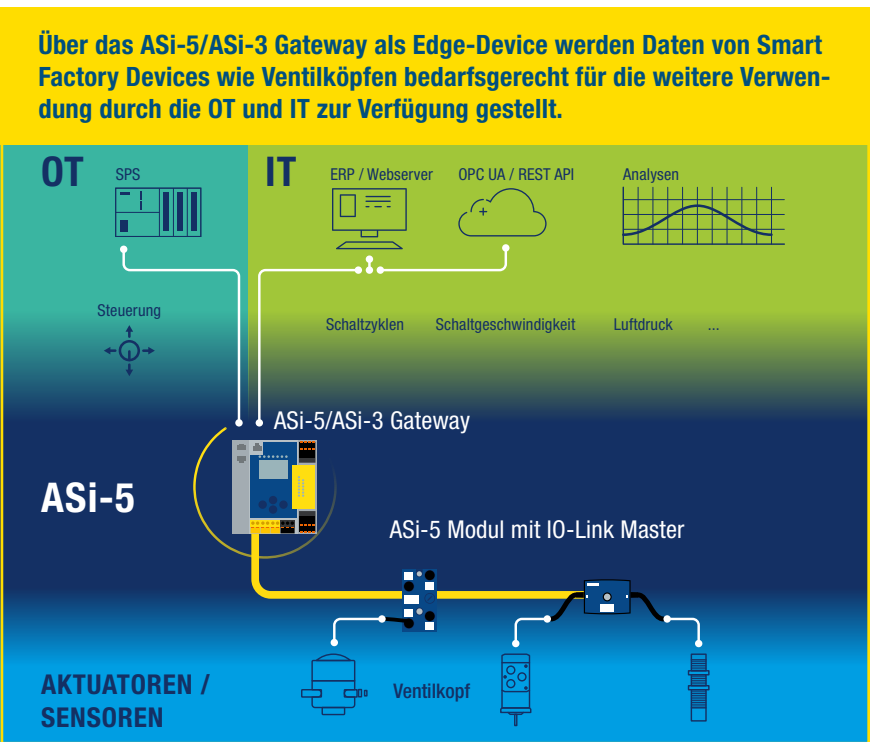 Über das ASi-5/ASi-3 Gateway als Edge-Device werden Daten von Smart
Factory Devices wie Ventilköpfen bedarfsgerecht für die weitere Verwen-
dung durch die OT und IT zur Verfügung gestellt.
OT
SPS
IT
ERP / Webserver
OPC UA / REST API
Analysen
Steuerung
Schaltzyklen
Schaltgeschwindigkeit
Luftdruck
...
ASi-5/ASi-3 Gateway
ASi-5
ASi-5 Modul mit IO-Link Master
AKTUATOREN /
SENSOREN
Ventilkopf